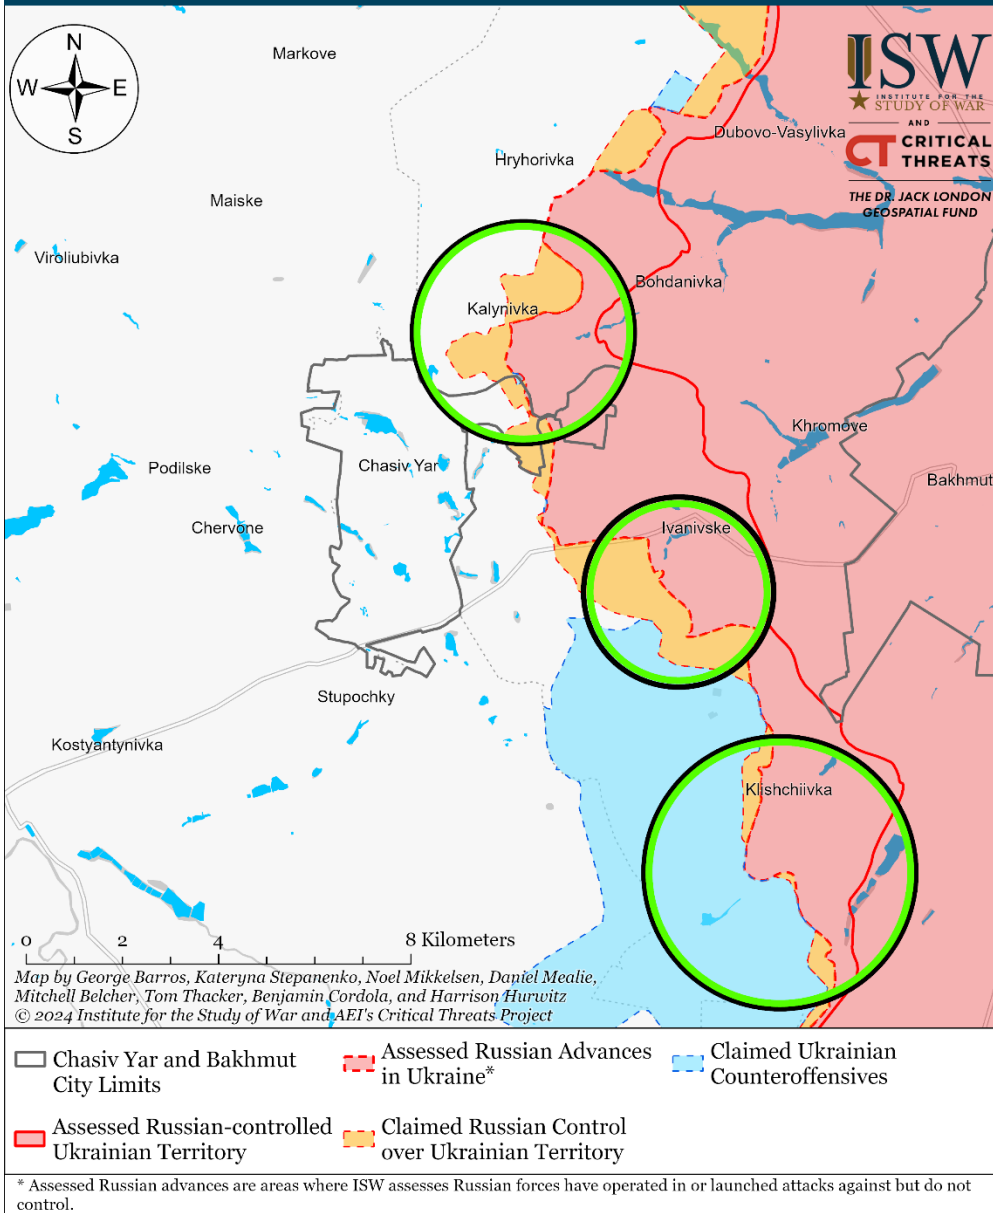 N
W E
S
Markove
ISW
INSTITUTE FOR THE
STUDY OF WAR
AND
CT CRITICAL
THREATS
THE DR. JACK LONDON
GEOSPATIAL FUND
Dubovo-Vasylivka
Hryhorivka
Maiske
Viroliubivka
Bohdanivka
Kalynivka
Khromove
Podilske
Chasiv Yar
Bakhmut
Chervone
Ivanivske
Stupochky
Kostyantynivka
Klishchiivka
0 2 4 8 Kilometers
Map by George Barros, Kateryna Stepanenko, Noel Mikkelsen, Daniel Mealie,
Mitchell Belcher, Tom Thacker, Benjamin Cordola, and Harrison Hurwitz
© 2024 Institute for the Study of War and AEI's Critical Threats Project
Chasiv Yar and Bakhmut
City Limits
Assessed Russian Advances
in Ukraine*
Claimed Ukrainian
Counteroffensives
Assessed Russian-controlled
Ukrainian Territory
Claimed Russian Control
over Ukrainian Territory
* Assessed Russian advances are areas where ISW assesses Russian forces have operated in or launched attacks against but do not
control.